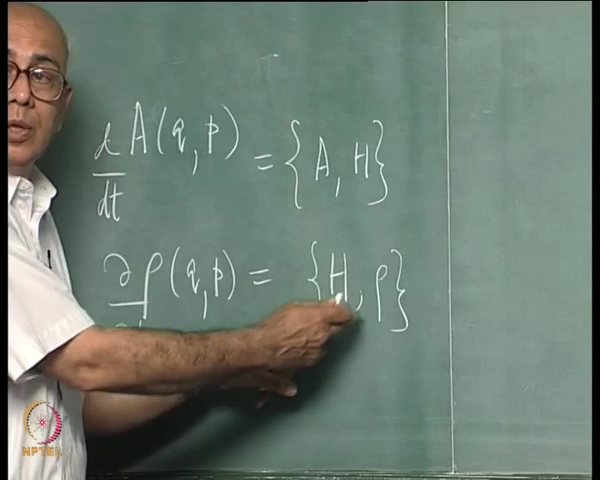 d/dt A(q, p) = {A, H}
∂ρ(q, p) = {H, ρ}
NPTEL